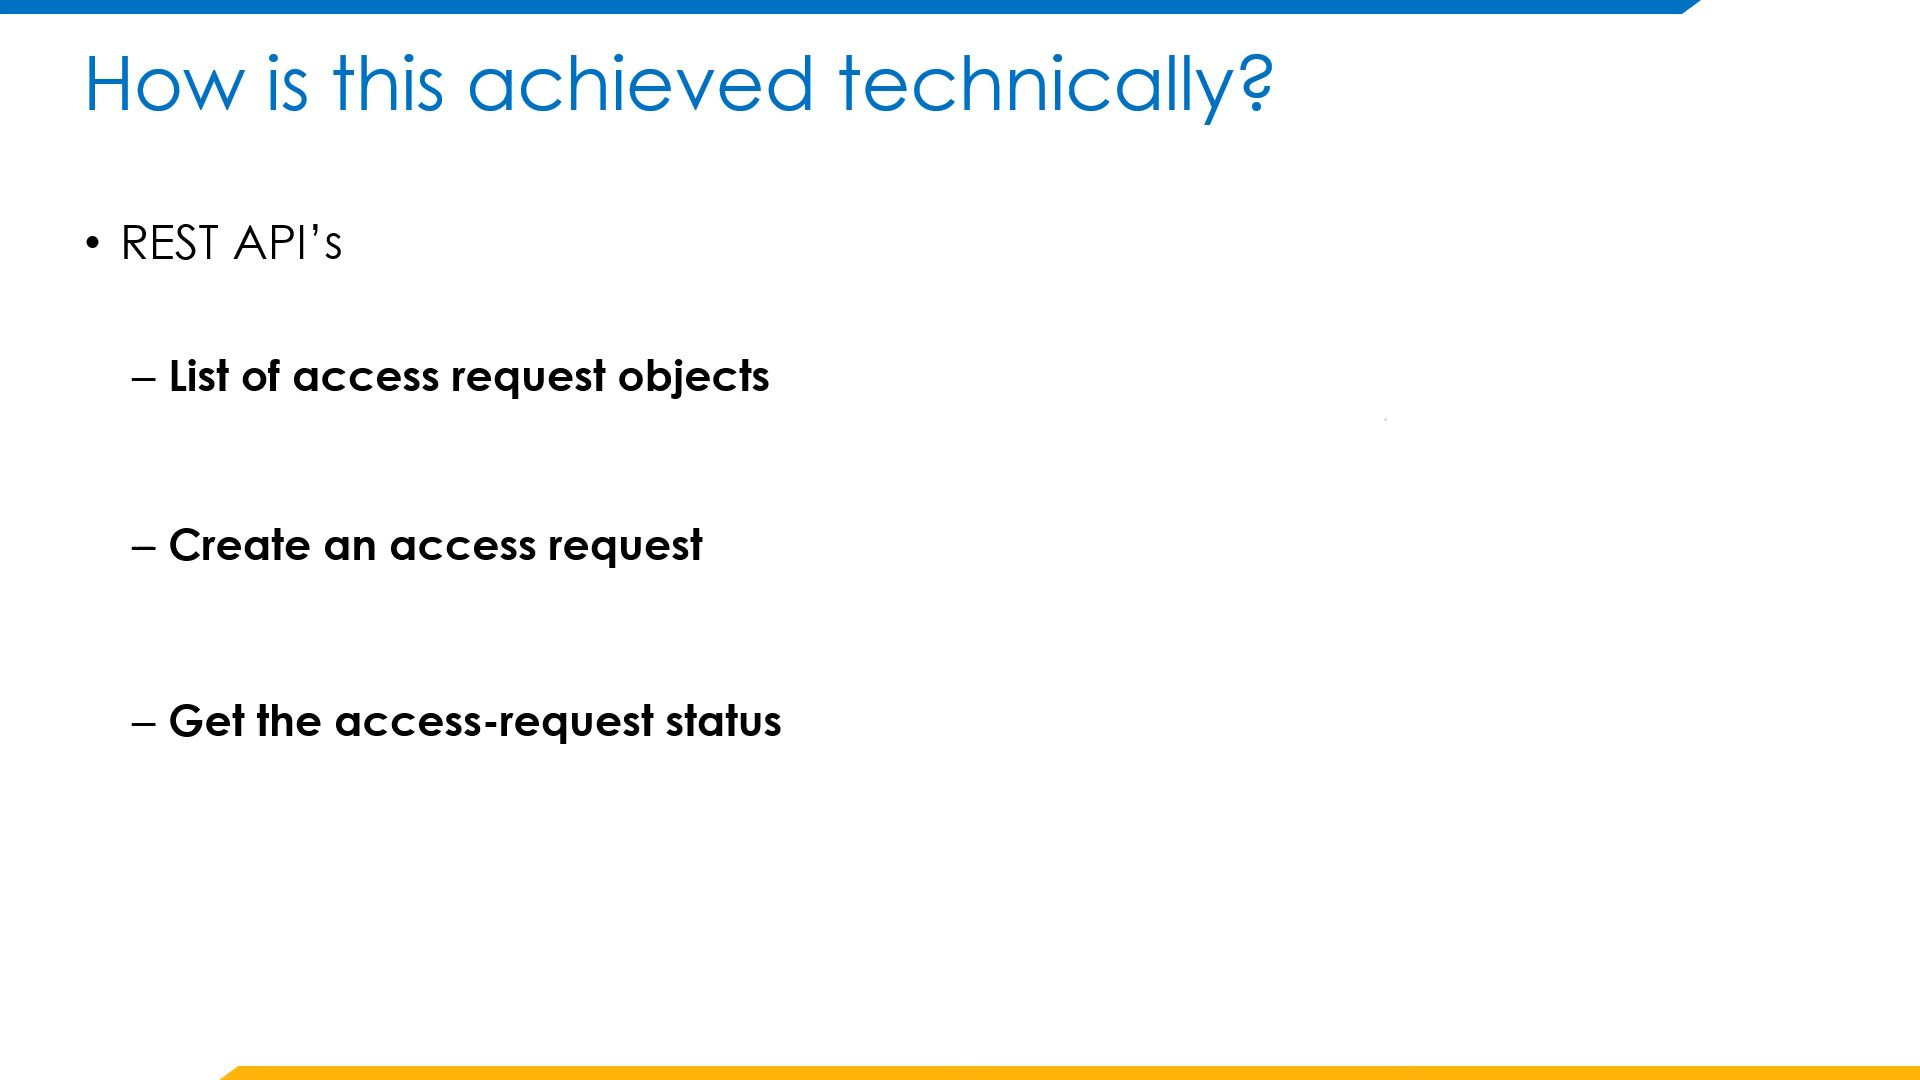 How is this achieved technically?
• REST API’s
– List of access request objects
– Create an access request
– Get the access-request status